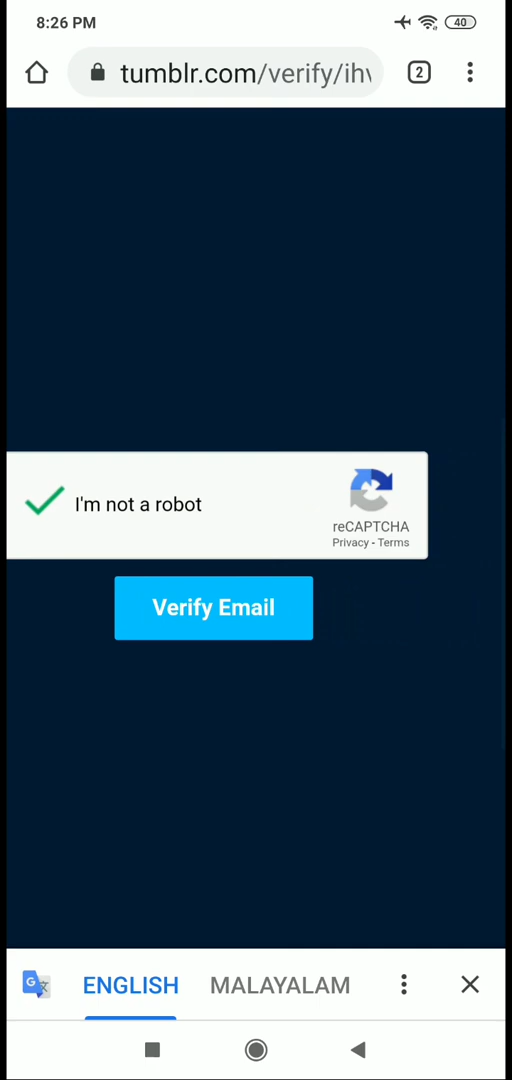 8:26 PM
40
tumblr.com/verify/ihv
2
I'm not a robot
reCAPTCHA
Privacy - Terms
Verify Email
ENGLISH
MALAYALAM